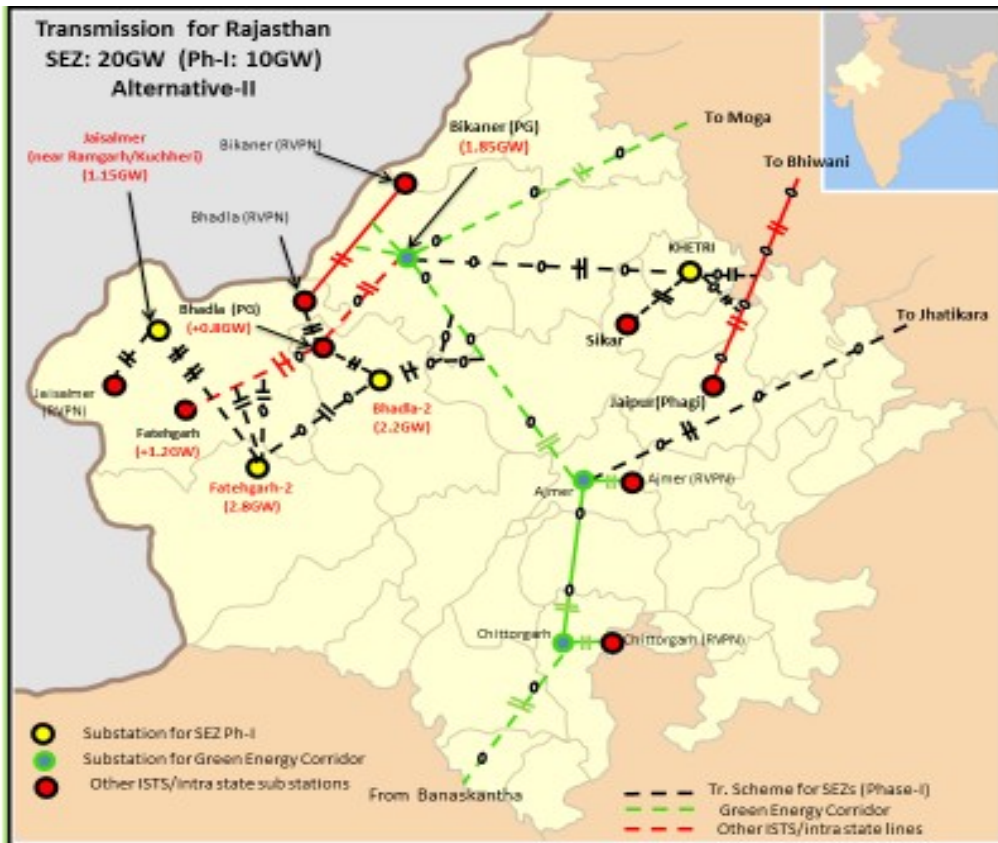 Transmission for Rajasthan
SEZ: 20GW (Ph-I: 10GW)
Alternative-II
Jaisalmer
(near Ramgarh/Kuchheri)
(1.15GW)
Bikaner (RVPN)
Bikaner (PG)
(1.85GW)
To Moga
To Bhiwani
Bhadla (RVPN)
KHETRI
Bhadla (PG)
(+0.8GW)
To Jhatikara
Sikar
Jaisalmer
(RVPN)
Jaipur(Phagi)
Fatehgarh
(+1.2GW)
Bhadla-2
(2.2GW)
Fatehgarh-2
(2.8GW)
Ajmer
Ajmer (RVPN)
Chittorgarh
Chittorgarh (RVPN)
Substation for SEZ Ph-I
Substation for Green Energy Corridor
Other ISTS/Intra state sub stations
From Banaskantha
Tr. Scheme for SEZs (Phase-I)
Green Energy Corridor
Other ISTS/intra state lines